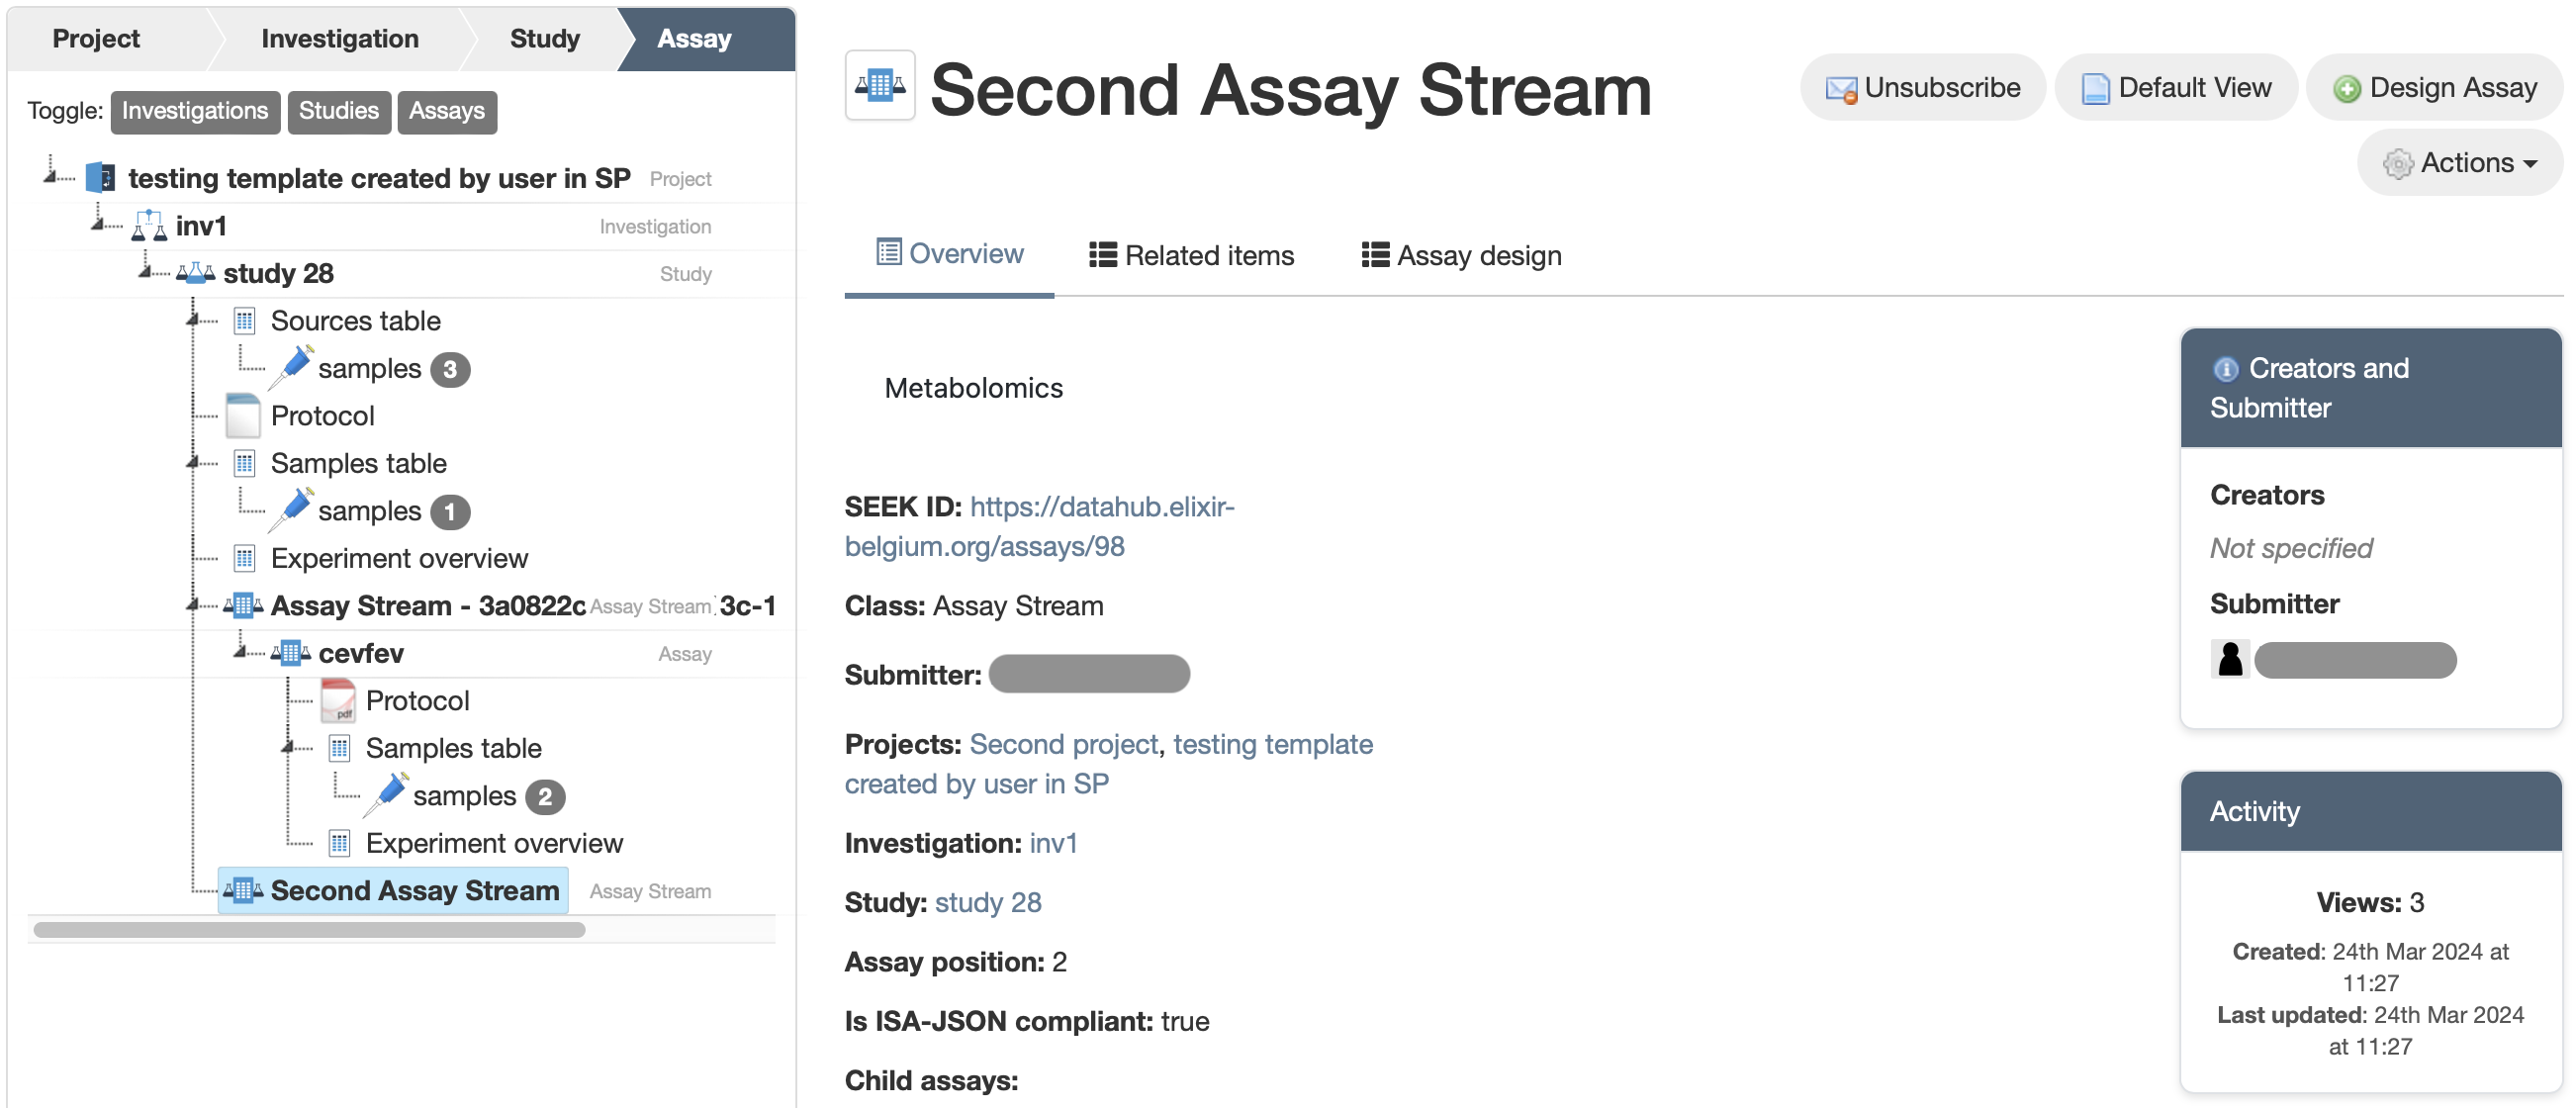 Project Investigation Study Assay
Toggle: Investigations Studies Assays
testing template created by user in SP Project
inv1 Investigation
study 28 Study
Sources table
samples 3
Protocol
Samples table
samples 1
Experiment overview
Assay Stream - 3a0822c Assay Stream 3c-1
cevfev Assay
pdf Protocol
Samples table
samples 2
Experiment overview
Second Assay Stream Assay Stream
Second Assay Stream
Unsubscribe Default View Design Assay
Actions
Overview Related items Assay design
Metabolomics
SEEK ID: https://datahub.elixir-
belgium.org/assays/98
Class: Assay Stream
Submitter:
Projects: Second project, testing template
created by user in SP
Investigation: inv1
Study: study 28
Assay position: 2
Is ISA-JSON compliant: true
Child assays:
Creators and
Submitter
Creators
Not specified
Submitter
Activity
Views: 3
Created: 24th Mar 2024 at
11:27
Last updated: 24th Mar 2024
at 11:27